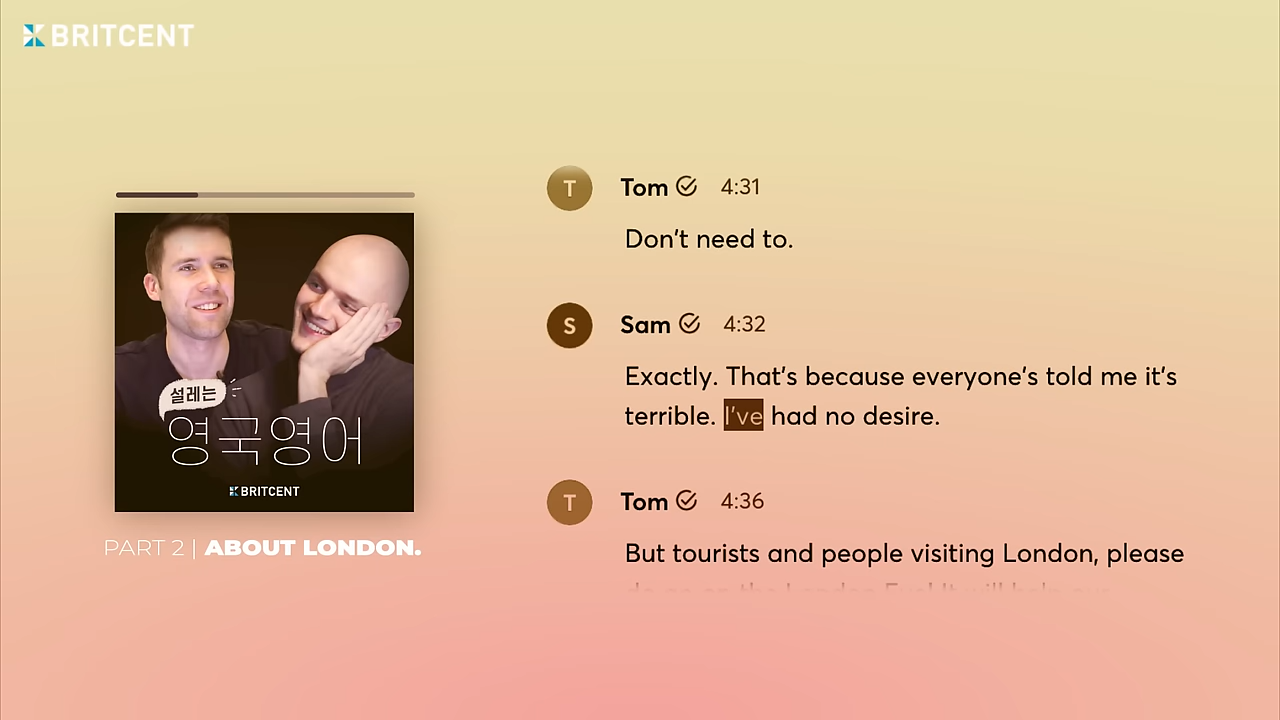 BRITCENT
설레는
영국영어
BRITCENT
PART 2 | ABOUT LONDON.
T Tom 4:31
Don't need to.
S Sam 4:32
Exactly. That's because everyone's told me it's
terrible. I've had no desire.
T Tom 4:36
But tourists and people visiting London, please